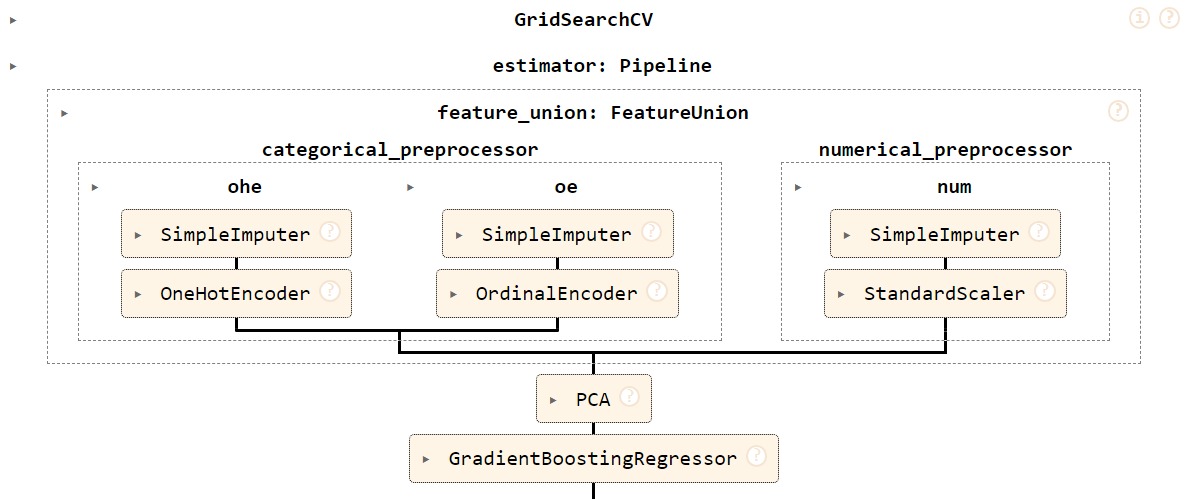 GridSearchCV i ?
estimator: Pipeline
feature_union: FeatureUnion ?
categorical_preprocessor numerical_preprocessor
ohe oe num
SimpleImputer ? SimpleImputer ? SimpleImputer ?
OneHotEncoder ? OrdinalEncoder ? StandardScaler ?
PCA ?
GradientBoostingRegressor ?